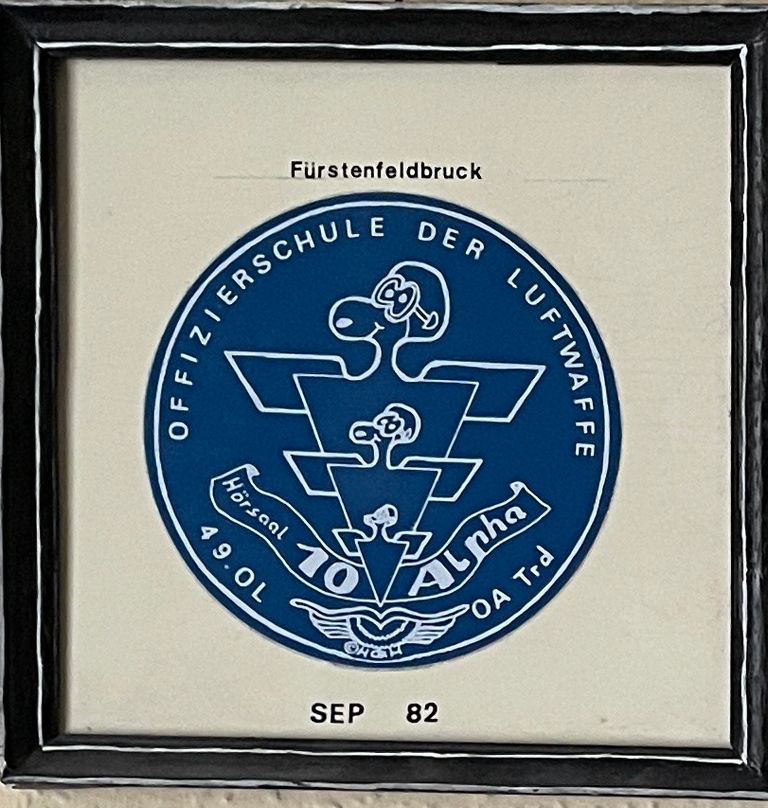 Fürstenfeldbruck
OFFIZIERSCHULE DER LUFTWAFFE
Hörsaal 10 Alpha
49.OL
OA Trd
SEP 82